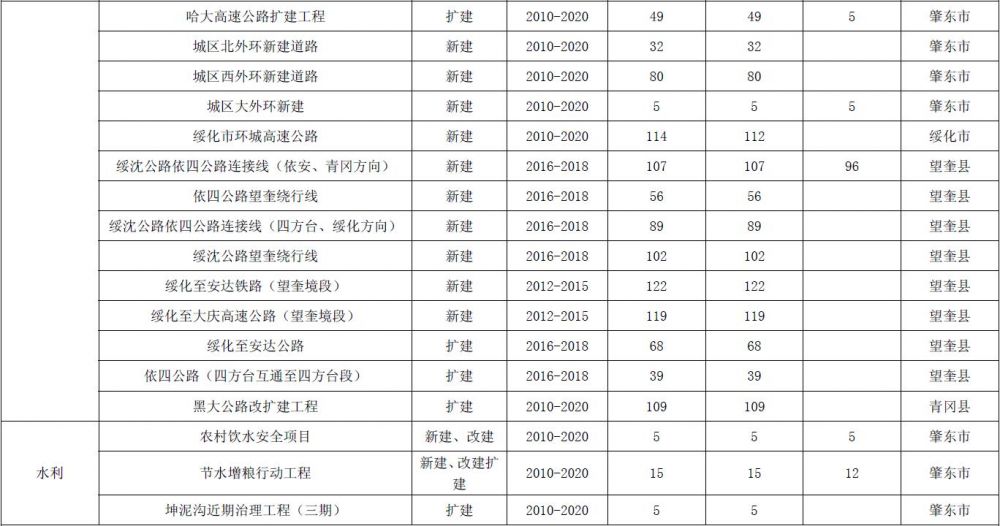 哈大高速公路扩建工程 扩建 2010-2020 49 49 5 肇东市
城区北外环新建道路 新建 2010-2020 32 32 肇东市
城区西外环新建道路 新建 2010-2020 80 80 肇东市
城区大外环新建 新建 2010-2020 5 5 5 肇东市
绥化市环城高速公路 新建 2010-2020 114 112 绥化市
绥沈公路依四公路连接线（依安、青冈方向） 新建 2016-2018 107 107 96 望奎县
依四公路望奎绕行线 新建 2016-2018 56 56 望奎县
绥沈公路依四公路连接线（四方台、绥化方向） 新建 2016-2018 89 89 望奎县
绥沈公路望奎绕行线 新建 2016-2018 102 102 望奎县
绥化至安达铁路（望奎境段） 新建 2012-2015 122 122 望奎县
绥化至大庆高速公路（望奎境段） 新建 2012-2015 119 119 望奎县
绥化至安达公路 扩建 2016-2018 68 68 望奎县
依四公路（四方台互通至四方台段） 扩建 2016-2018 39 39 望奎县
黑大公路改扩建工程 扩建 2010-2020 109 109 青冈县
水利
农村饮水安全项目 新建、改建 2010-2020 5 5 5 肇东市
节水增粮行动工程 新建、改建扩
建 2010-2020 15 15 12 肇东市
坤泥沟近期治理工程（三期） 扩建 2010-2020 5 5 肇东市